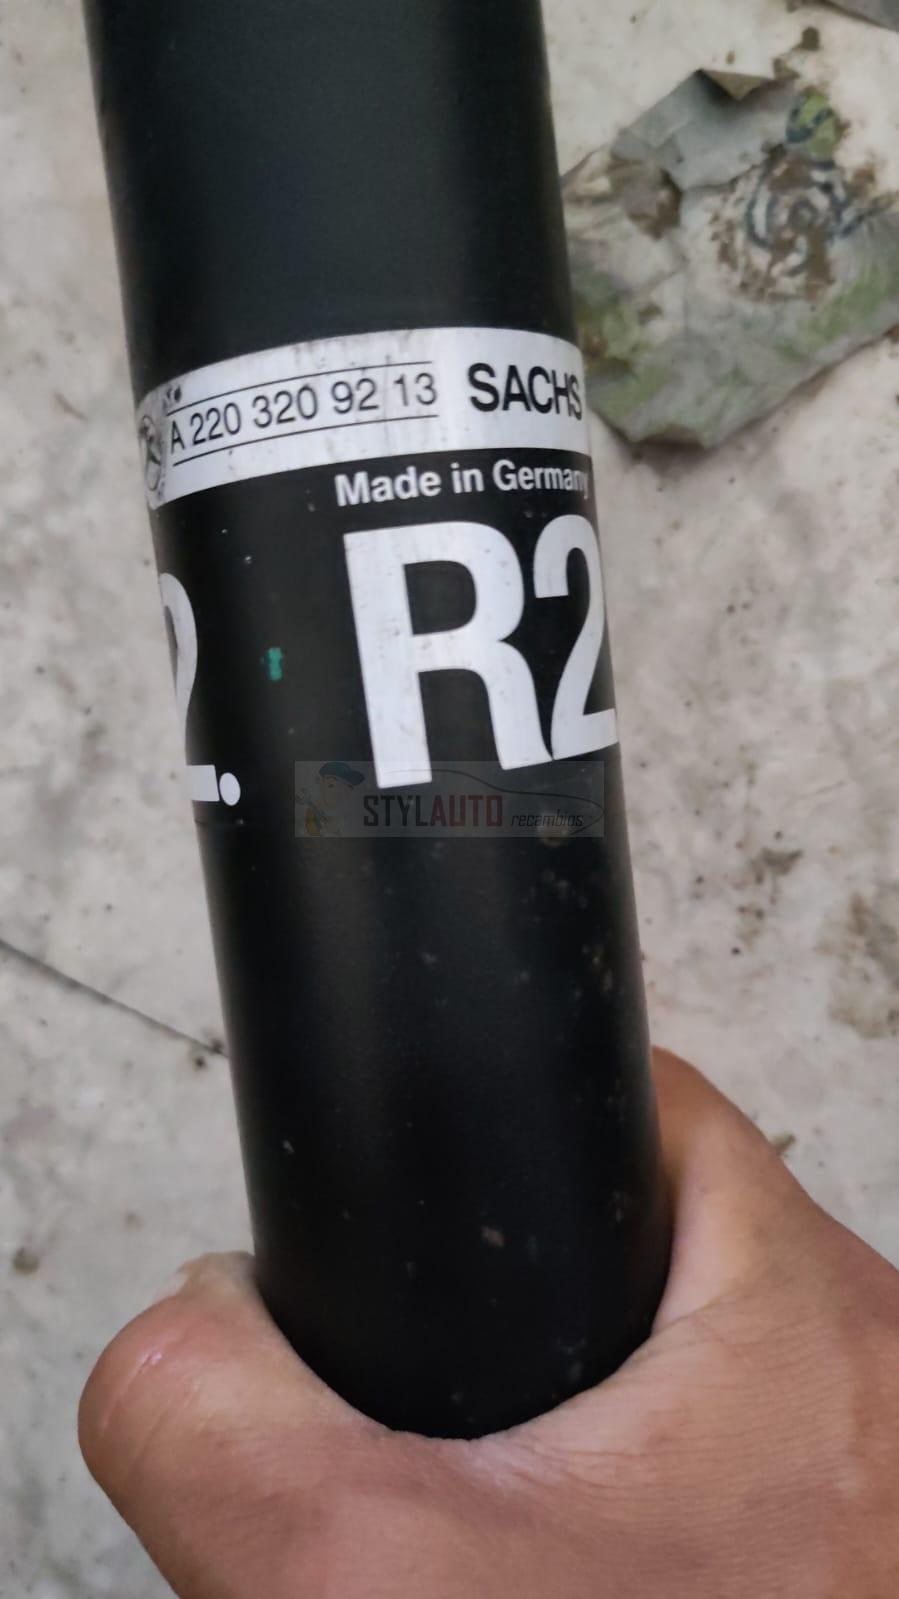 A 220 320 92 13 SACHS
Made in Germany
R2
2.
STYLAUTO recambios